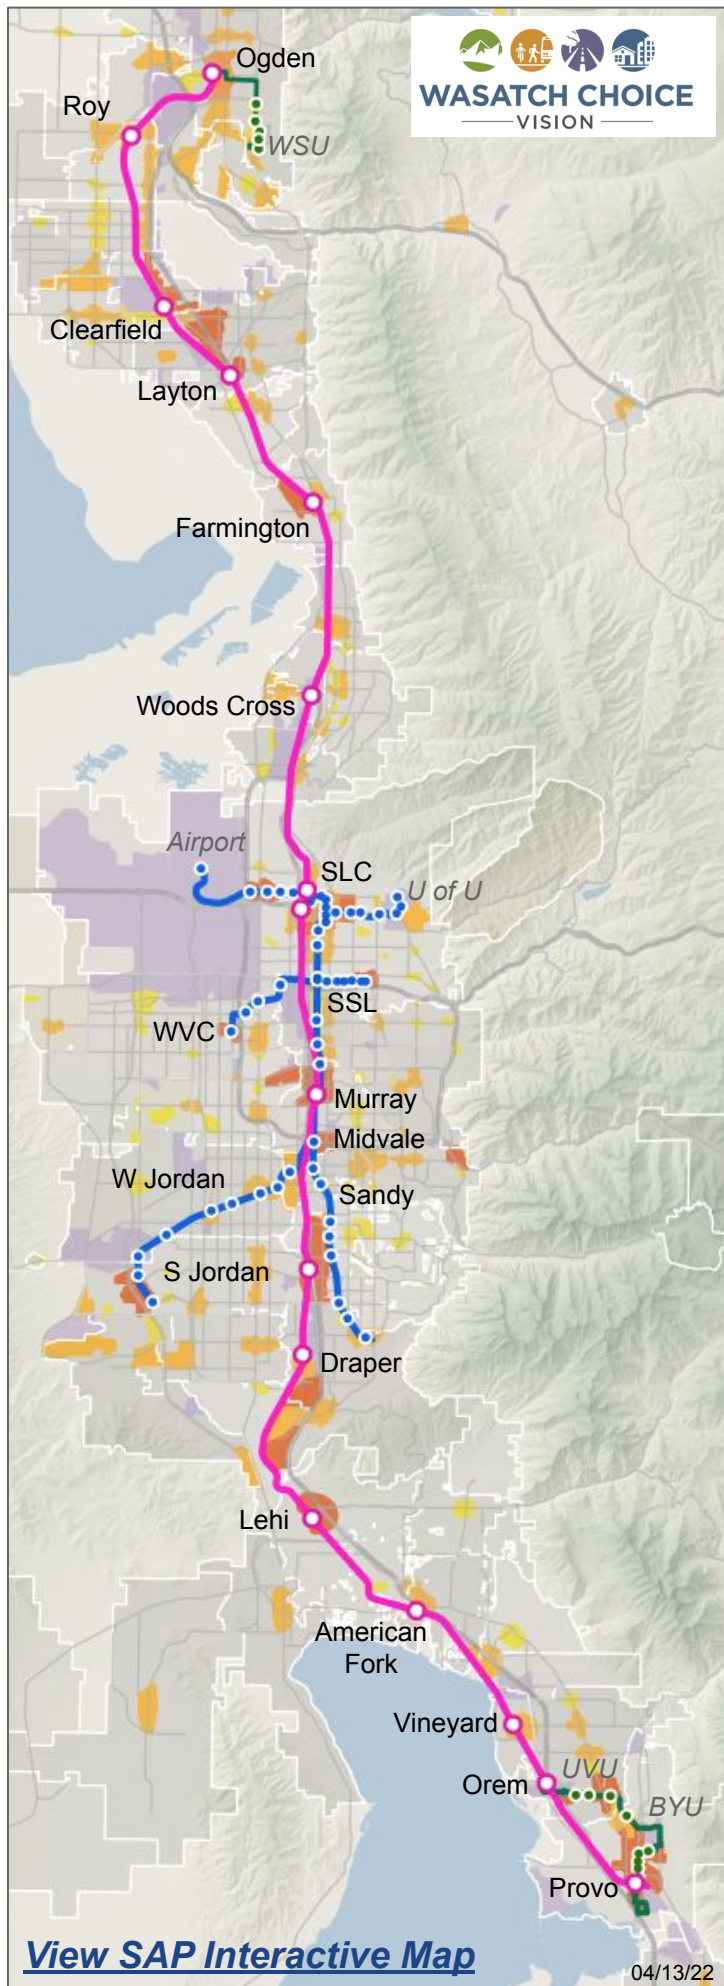 Ogden
WASATCH CHOICE
VISION
Roy
WSU
Clearfield
Layton
Farmington
Woods Cross
Airport
SLC
U of U
SSL
WVC
Murray
Midvale
W Jordan
Sandy
S Jordan
Draper
Lehi
American
Fork
Vineyard
UVU
Orem
BYU
Provo
View SAP Interactive Map
04/13/22